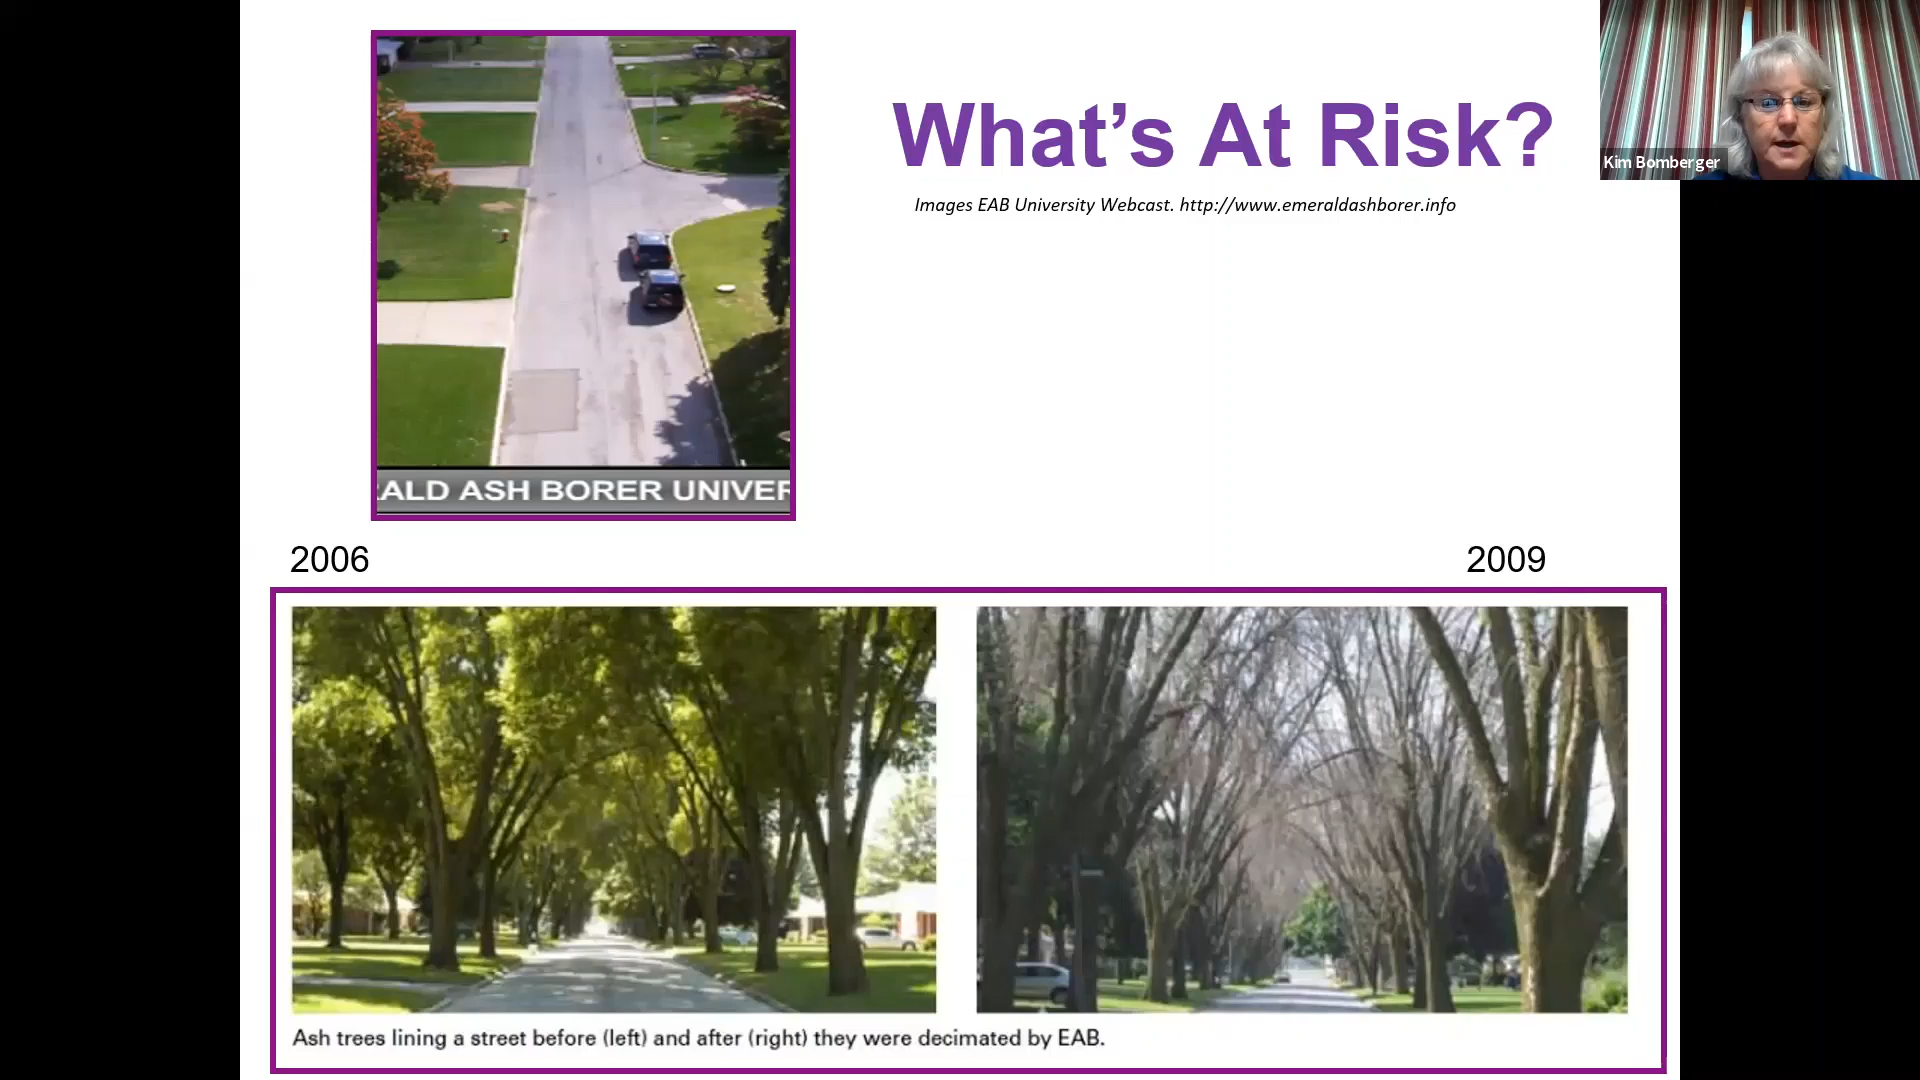 What's At Risk?
Kim Bomberger
Images EAB University Webcast. http://www.emeraldashborer.info
RALD ASH BORER UNIVER
2006
2009
Ash trees lining a street before (left) and after (right) they were decimated by EAB.